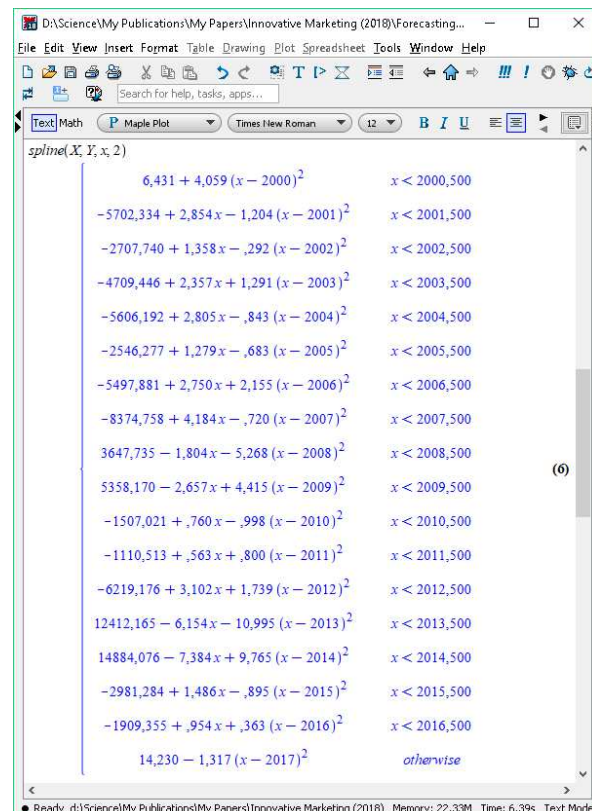 D:\Science\My Publications\My Papers\Innovative Marketing (2018)\Forecasting...
File Edit View Insert Format Table Drawing Plot Spreadsheet Tools Window Help
Search for help, tasks, apps...
Text Math P Maple Plot Times New Roman 12 B I U
spline(X, Y, x, 2)
6,431 + 4,059 (x − 2000)² x < 2000,500
−5702,334 + 2,854 x − 1,204 (x − 2001)² x < 2001,500
−2707,740 + 1,358 x − ,292 (x − 2002)² x < 2002,500
−4709,446 + 2,357 x + 1,291 (x − 2003)² x < 2003,500
−5606,192 + 2,805 x − ,843 (x − 2004)² x < 2004,500
−2546,277 + 1,279 x − ,683 (x − 2005)² x < 2005,500
−5497,881 + 2,750 x + 2,155 (x − 2006)² x < 2006,500
−8374,758 + 4,184 x − ,720 (x − 2007)² x < 2007,500
3647,735 − 1,804 x − 5,268 (x − 2008)² x < 2008,500
5358,170 − 2,657 x + 4,415 (x − 2009)² x < 2009,500
(6)
−1507,021 + ,760 x − ,998 (x − 2010)² x < 2010,500
−1110,513 + ,563 x + ,800 (x − 2011)² x < 2011,500
−6219,176 + 3,102 x + 1,739 (x − 2012)² x < 2012,500
12412,165 − 6,154 x − 10,995 (x − 2013)² x < 2013,500
14884,076 − 7,384 x + 9,765 (x − 2014)² x < 2014,500
−2981,284 + 1,486 x − ,895 (x − 2015)² x < 2015,500
−1909,355 + ,954 x + ,363 (x − 2016)² x < 2016,500
14,230 − 1,317 (x − 2017)² otherwise
Ready d:\Science\My Publications\My Papers\Innovative Marketing (2018) Memory: 22.33M Time: 6.39s Text Mode